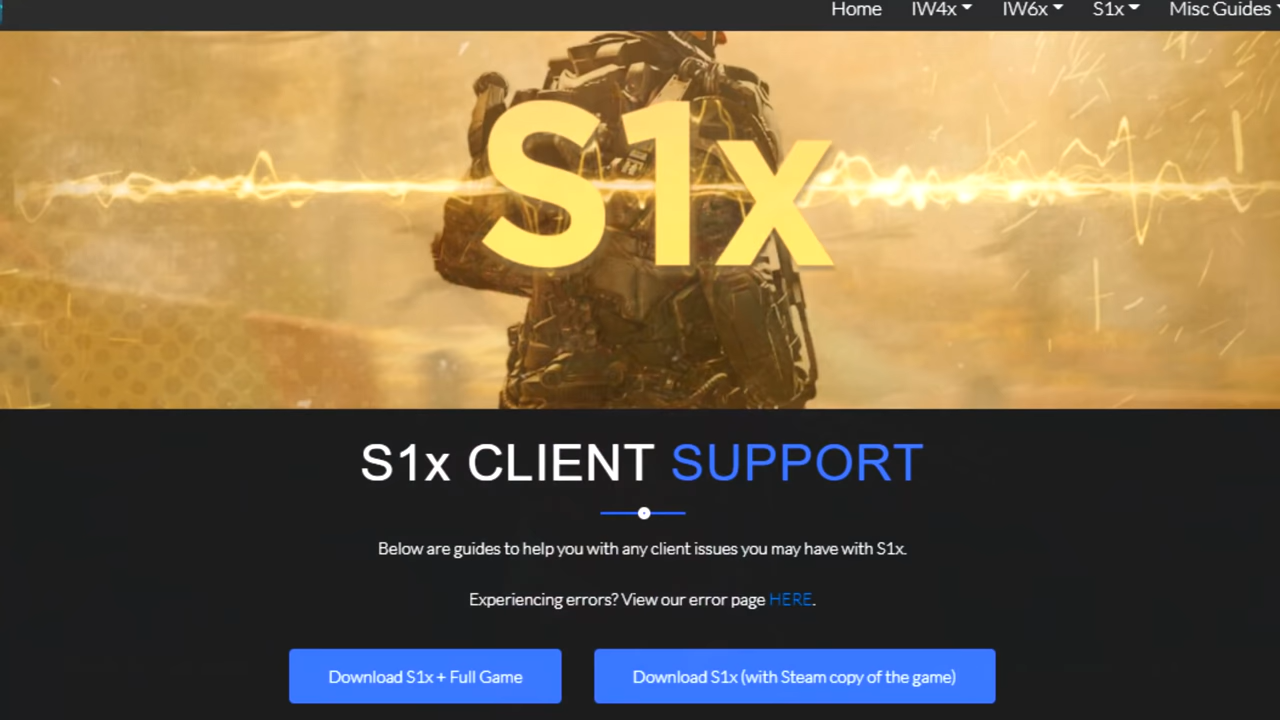 Home IW4x IW6x S1x Misc Guides
S1x
S1x CLIENT SUPPORT
Below are guides to help you with any client issues you may have with S1x.
Experiencing errors? View our error page HERE.
Download S1x + Full Game
Download S1x (with Steam copy of the game)